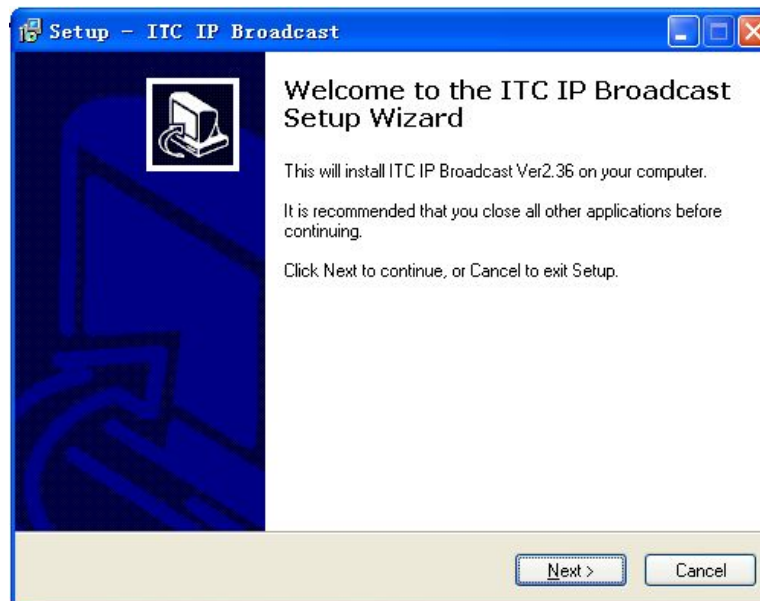 Setup - ITC IP Broadcast
Welcome to the ITC IP Broadcast
Setup Wizard
This will install ITC IP Broadcast Ver2.36 on your computer.
It is recommended that you close all other applications before
continuing.
Click Next to continue, or Cancel to exit Setup.
Next >
Cancel